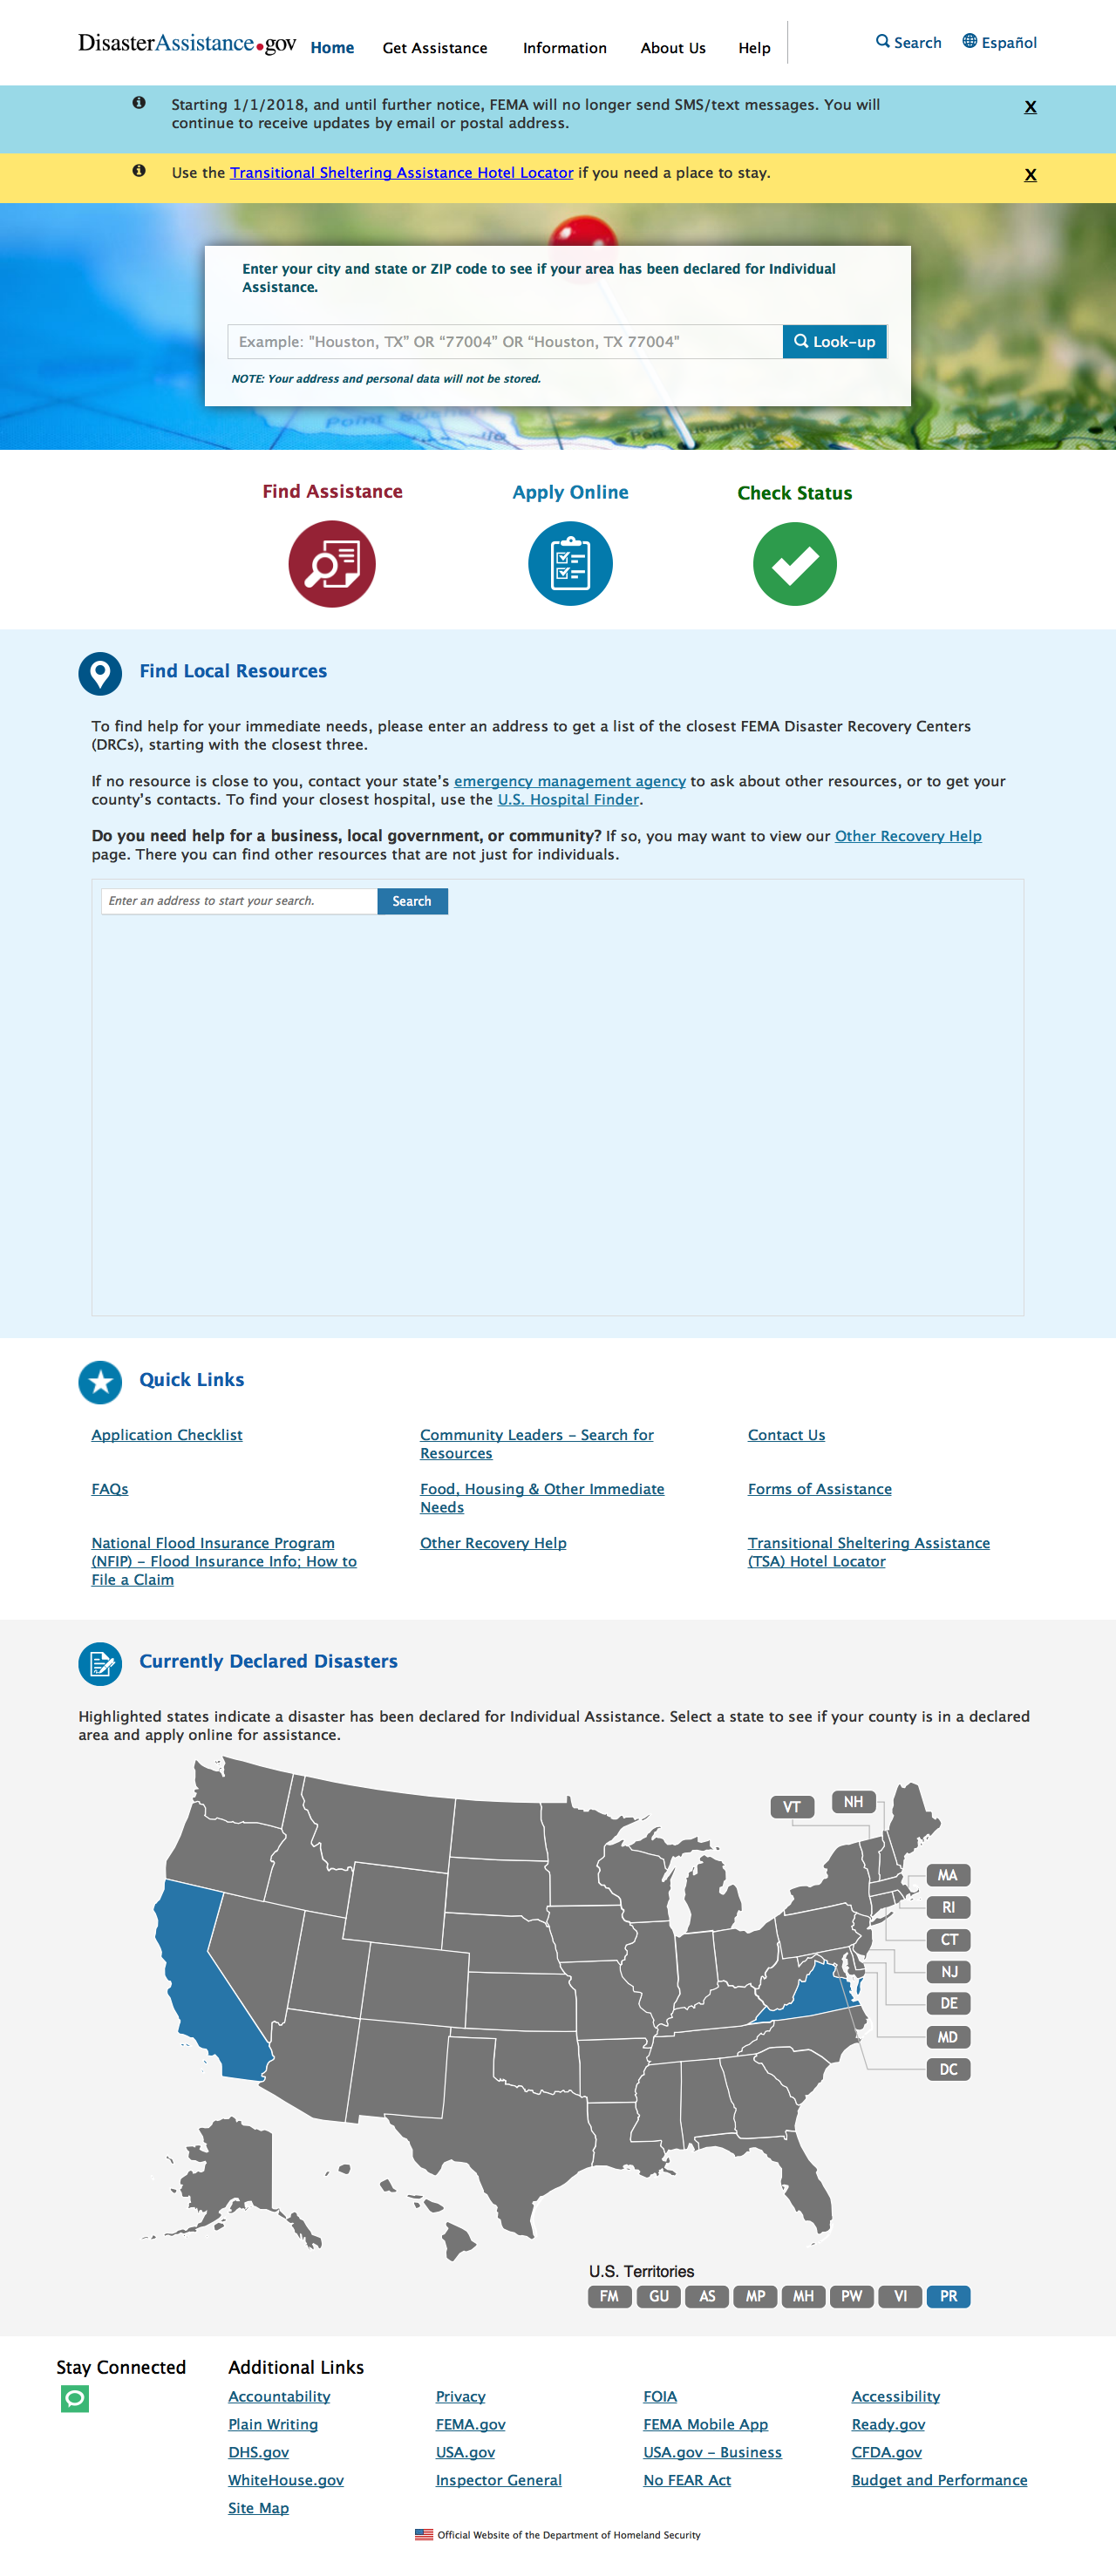 DisasterAssistance.gov
Home
Get Assistance
Information
About Us
Help
Search
Español
Starting 1/1/2018, and until further notice, FEMA will no longer send SMS/text messages. You will
continue to receive updates by email or postal address.
X
Use the Transitional Sheltering Assistance Hotel Locator if you need a place to stay.
X
Enter your city and state or ZIP code to see if your area has been declared for Individual
Assistance.
Example: "Houston, TX" OR "77004" OR "Houston, TX 77004"
Look-up
NOTE: Your address and personal data will not be stored.
Point
Find Assistance
Apply Online
Check Status
Find Local Resources
To find help for your immediate needs, please enter an address to get a list of the closest FEMA Disaster Recovery Centers
(DRCs), starting with the closest three.
If no resource is close to you, contact your state's emergency management agency to ask about other resources, or to get your
county's contacts. To find your closest hospital, use the U.S. Hospital Finder.
Do you need help for a business, local government, or community? If so, you may want to view our Other Recovery Help
page. There you can find other resources that are not just for individuals.
Enter an address to start your search.
Search
Quick Links
Application Checklist
Community Leaders - Search for
Resources
Contact Us
FAQs
Food, Housing & Other Immediate
Needs
Forms of Assistance
National Flood Insurance Program
(NFIP) - Flood Insurance Info; How to
File a Claim
Other Recovery Help
Transitional Sheltering Assistance
(TSA) Hotel Locator
Currently Declared Disasters
Highlighted states indicate a disaster has been declared for Individual Assistance. Select a state to see if your county is in a declared
area and apply online for assistance.
VT
NH
MA
RI
CT
NJ
DE
MD
DC
U.S. Territories
FM
GU
AS
MP
MH
PW
VI
PR
Stay Connected
Additional Links
Accountability
Privacy
FOIA
Accessibility
Plain Writing
FEMA.gov
FEMA Mobile App
Ready.gov
DHS.gov
USA.gov
USA.gov - Business
CFDA.gov
WhiteHouse.gov
Inspector General
No FEAR Act
Budget and Performance
Site Map
Official Website of the Department of Homeland Security